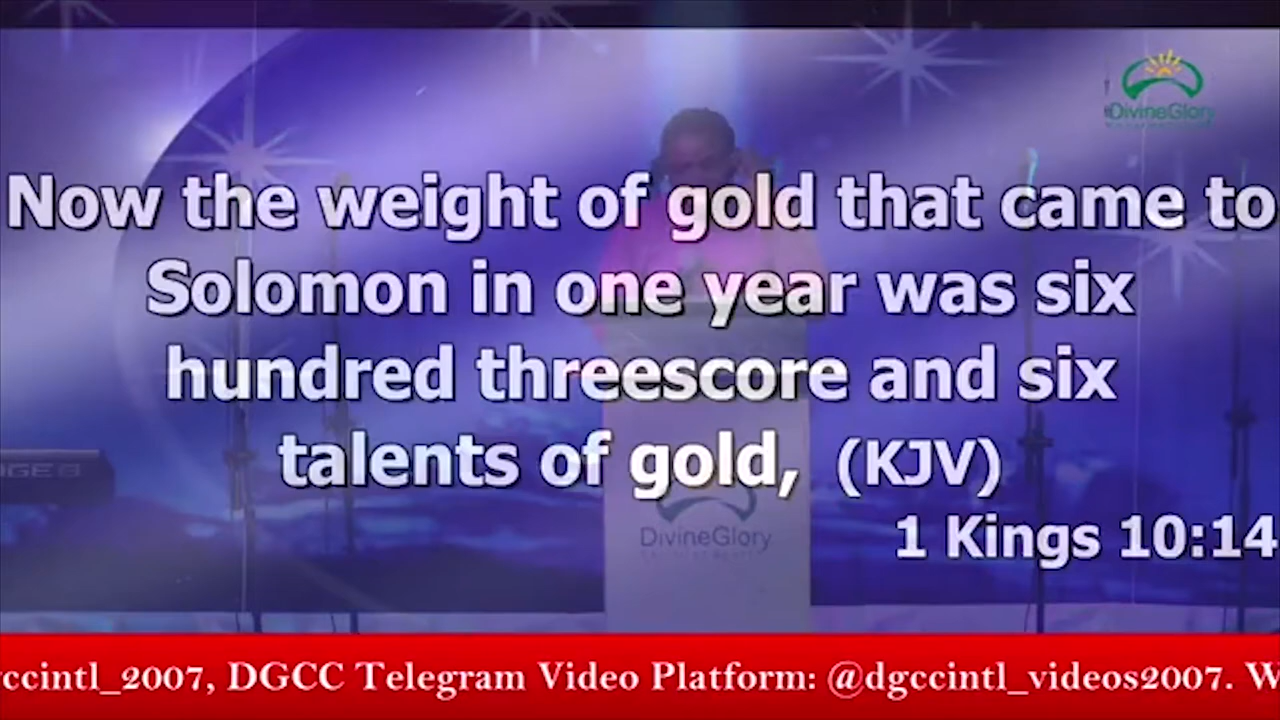 DivineGlory
Now the weight of gold that came to
Solomon in one year was six
hundred threescore and six
talents of gold, (KJV)
1 Kings 10:14
DivineGlory
ccintl_2007, DGCC Telegram Video Platform: @dgccintl_videos2007. W